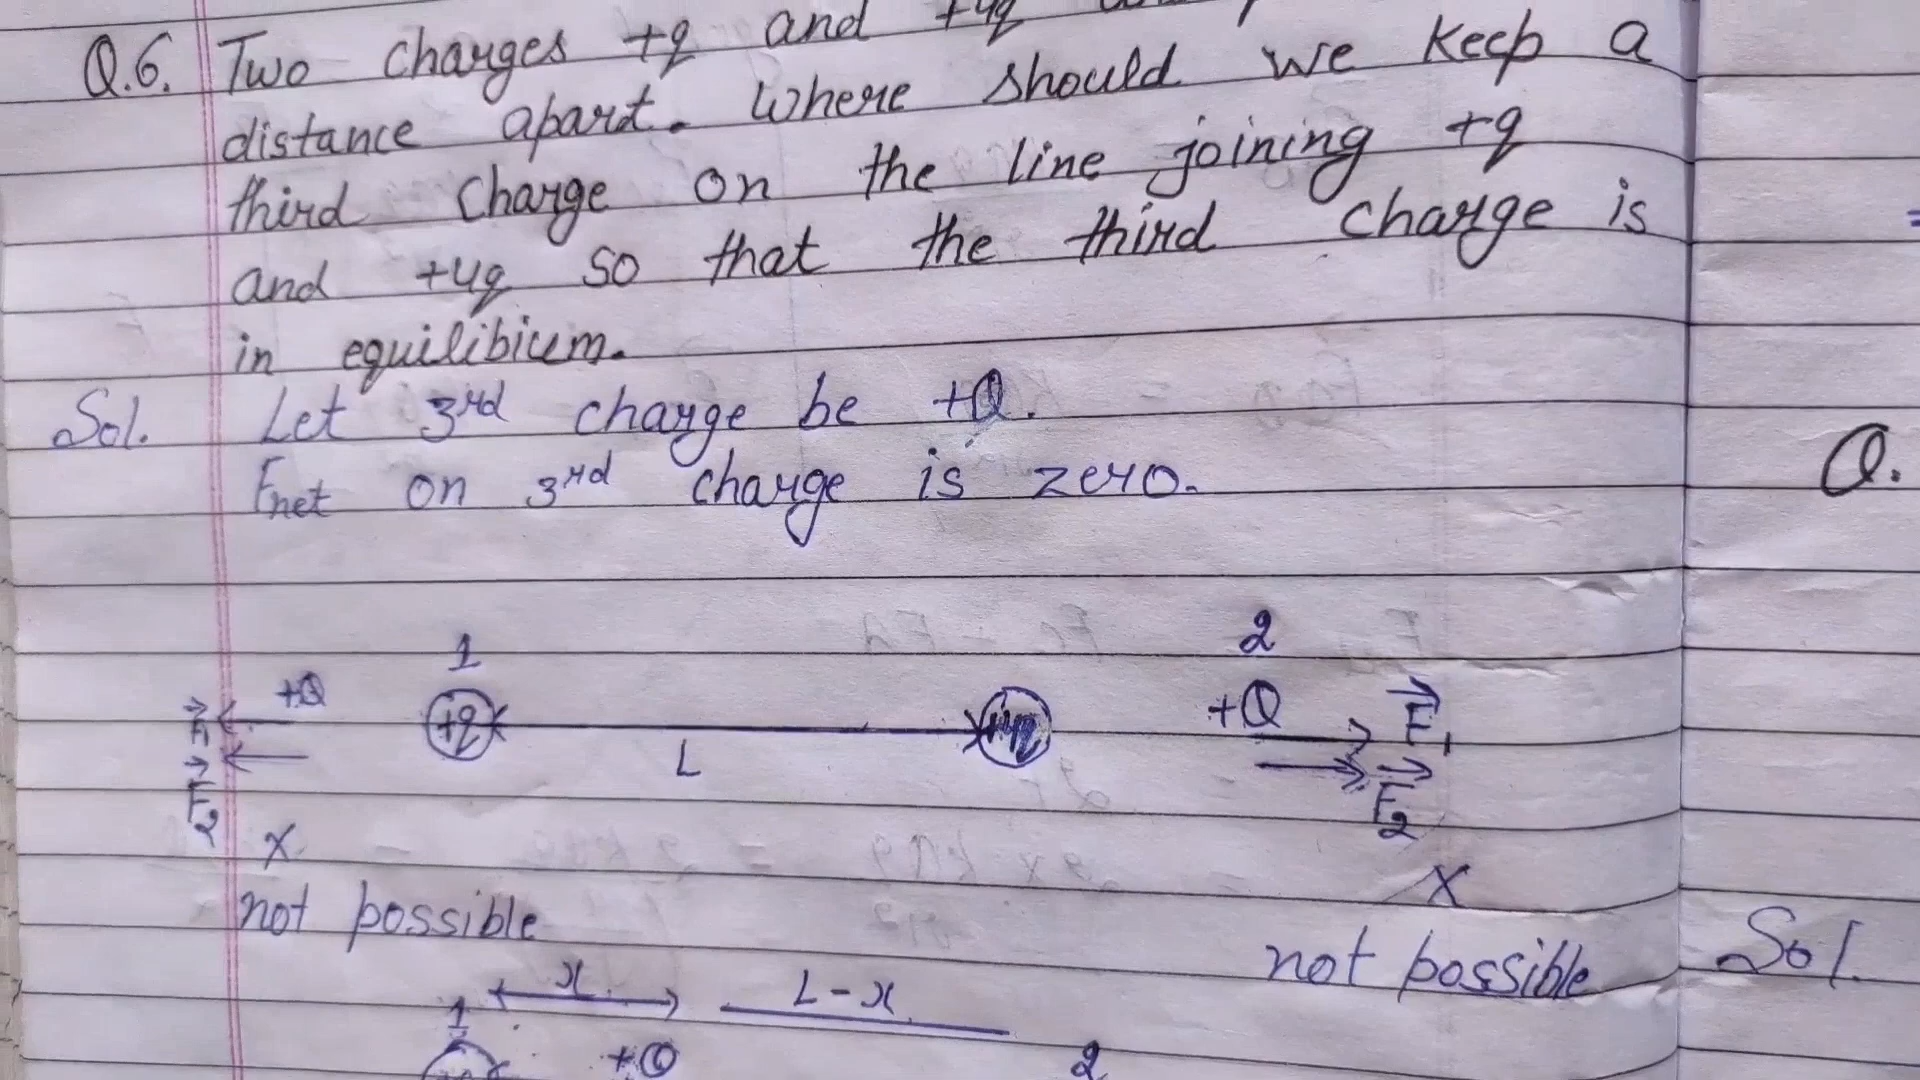 Q.6. Two charges +q and +4q
distance apart. Where should we keep a
third charge on the line joining +q
and +4q so that the third charge is
in equilibium.
Sol. Let 3rd charge be +Q.
Fnet on 3rd charge is zero.
1 2
+Q +q +Q F1
L
F2 F2
X X
not possible
not possible
x L-x
1
+Q 2
Q.
Sol.